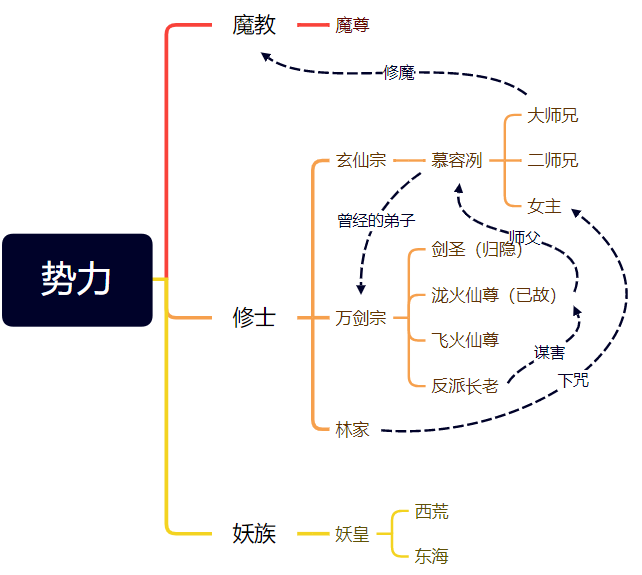 势力
魔教
魔尊
修魔
修士
玄仙宗
慕容冽
大师兄
二师兄
女主
曾经的弟子
师父
万剑宗
剑圣（归隐）
泷火仙尊（已故）
飞火仙尊
反派长老
谋害
下咒
林家
妖族
妖皇
西荒
东海